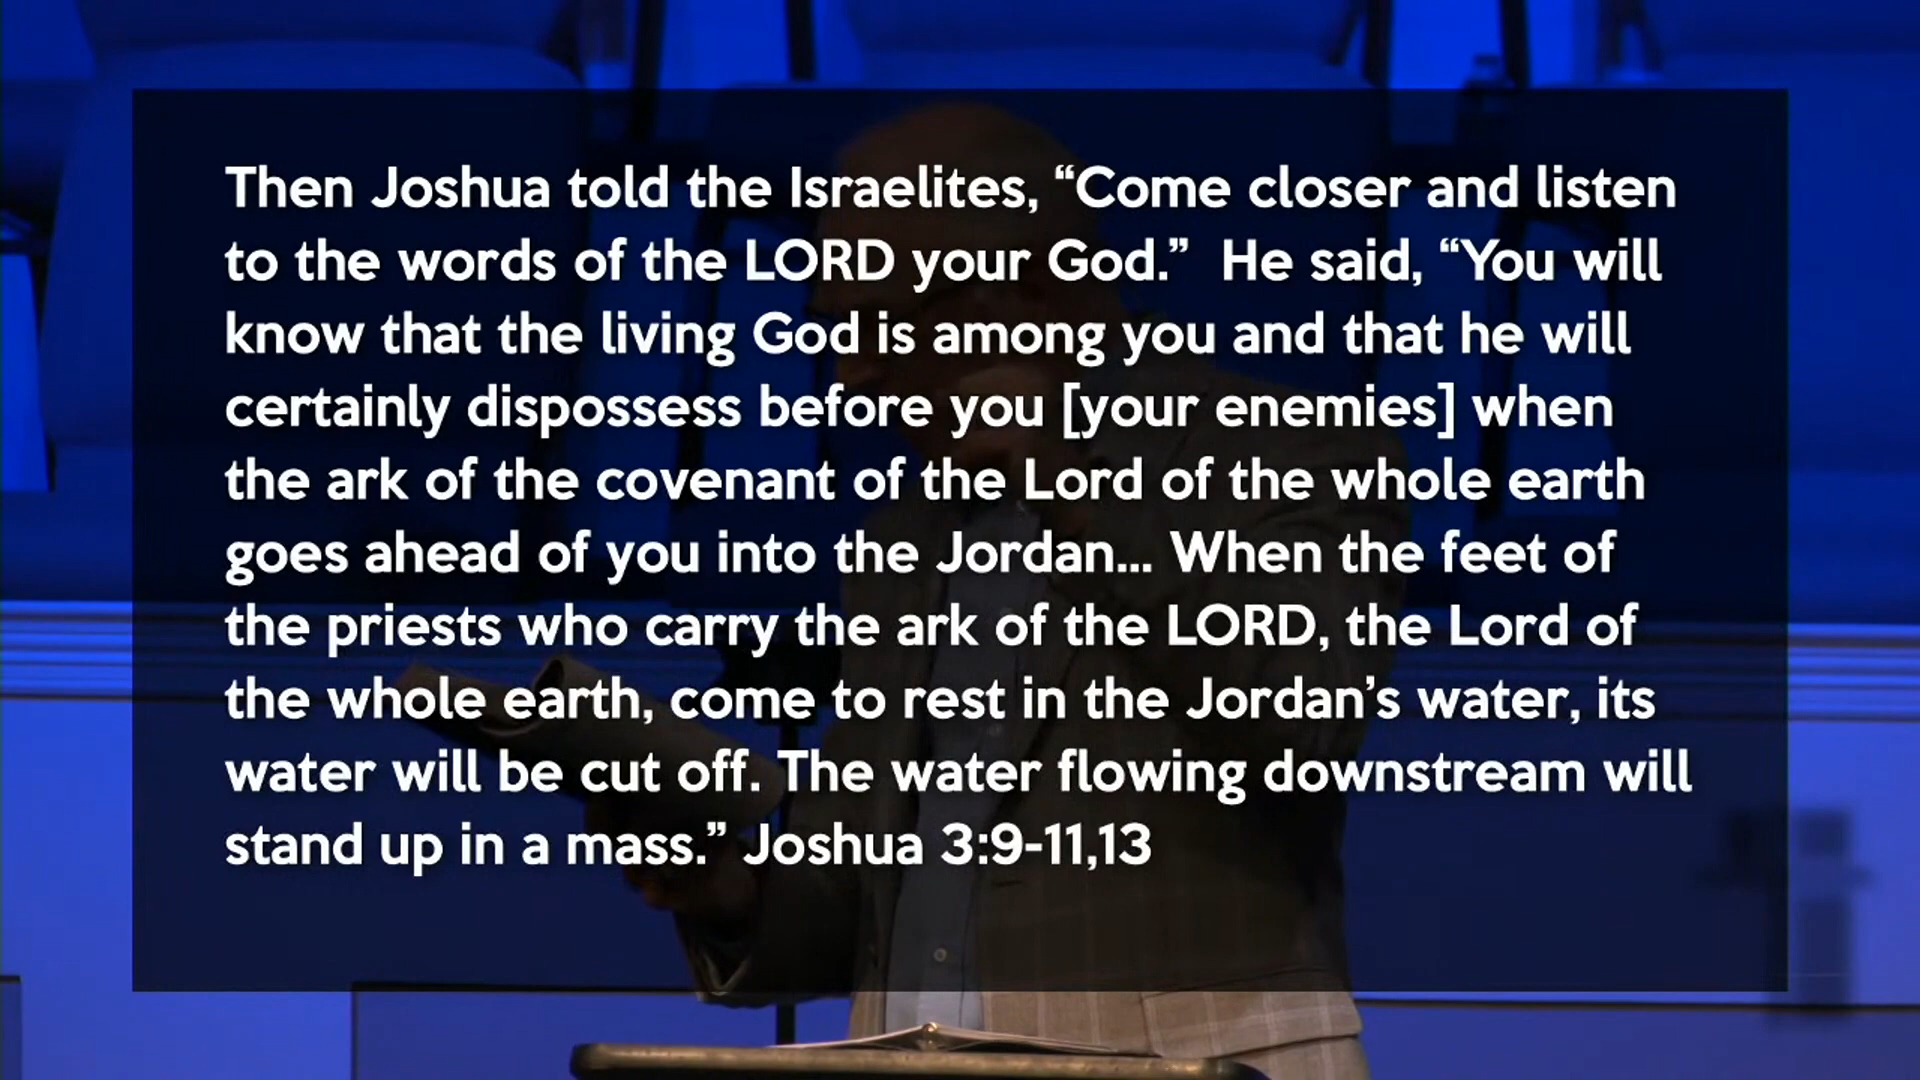 Then Joshua told the Israelites, “Come closer and listen
to the words of the LORD your God.”  He said, “You will
know that the living God is among you and that he will
certainly dispossess before you [your enemies] when
the ark of the covenant of the Lord of the whole earth
goes ahead of you into the Jordan... When the feet of
the priests who carry the ark of the LORD, the Lord of
the whole earth, come to rest in the Jordan’s water, its
water will be cut off. The water flowing downstream will
stand up in a mass.” Joshua 3:9-11,13